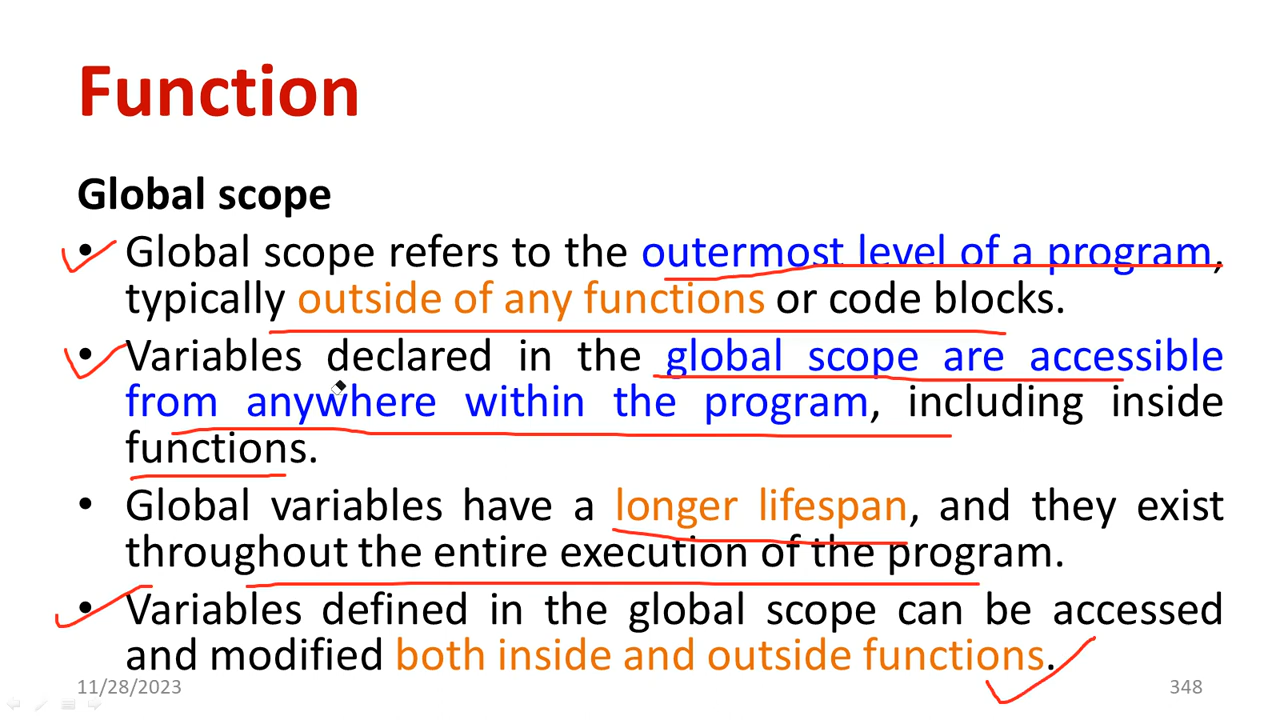 Function
Global scope
• Global scope refers to the outermost level of a program,
typically outside of any functions or code blocks.
• Variables declared in the global scope are accessible
from anywhere within the program, including inside
functions.
• Global variables have a longer lifespan, and they exist
throughout the entire execution of the program.
• Variables defined in the global scope can be accessed
and modified both inside and outside functions.
11/28/2023
348